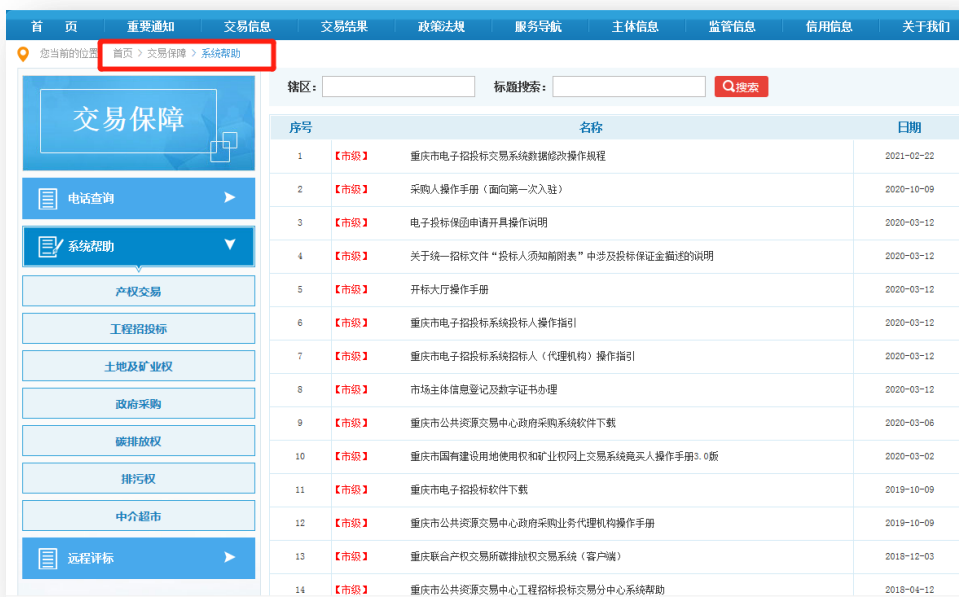 首 页 重要通知 交易信息 交易结果 政策法规 服务导航 主体信息 监管信息 信用信息 关于我们
您当前的位置 首页 > 交易保障 > 系统帮助
交易保障
电话查询
系统帮助
产权交易
工程招投标
土地及矿业权
政府采购
碳排放权
排污权
中介超市
远程评标
辖区： 标题搜索： 搜索
序号 名称 日期
1 【市级】 重庆市电子招投标交易系统数据修改操作规程 2021-02-22
2 【市级】 采购人操作手册（面向第一次入驻） 2020-10-09
3 【市级】 电子投标保函申请开具操作说明 2020-03-12
4 【市级】 关于统一招标文件“投标人须知前附表”中涉及投标保证金描述的说明 2020-03-12
5 【市级】 开标大厅操作手册 2020-03-12
6 【市级】 重庆市电子招投标系统投标人操作指引 2020-03-12
7 【市级】 重庆市电子招投标系统招标人（代理机构）操作指引 2020-03-12
8 【市级】 市场主体信息登记及数字证书办理 2020-03-12
9 【市级】 重庆市公共资源交易中心政府采购系统软件下载 2020-03-06
10 【市级】 重庆市国有建设用地使用权和矿业权网上交易系统竞买人操作手册3.0版 2020-03-02
11 【市级】 重庆市电子招投标软件下载 2019-10-09
12 【市级】 重庆市公共资源交易中心政府采购业务代理机构操作手册 2019-10-09
13 【市级】 重庆联合产权交易所碳排放权交易系统（客户端） 2018-12-03
14 【市级】 重庆市公共资源交易中心工程招标投标交易分中心系统帮助 2018-04-12